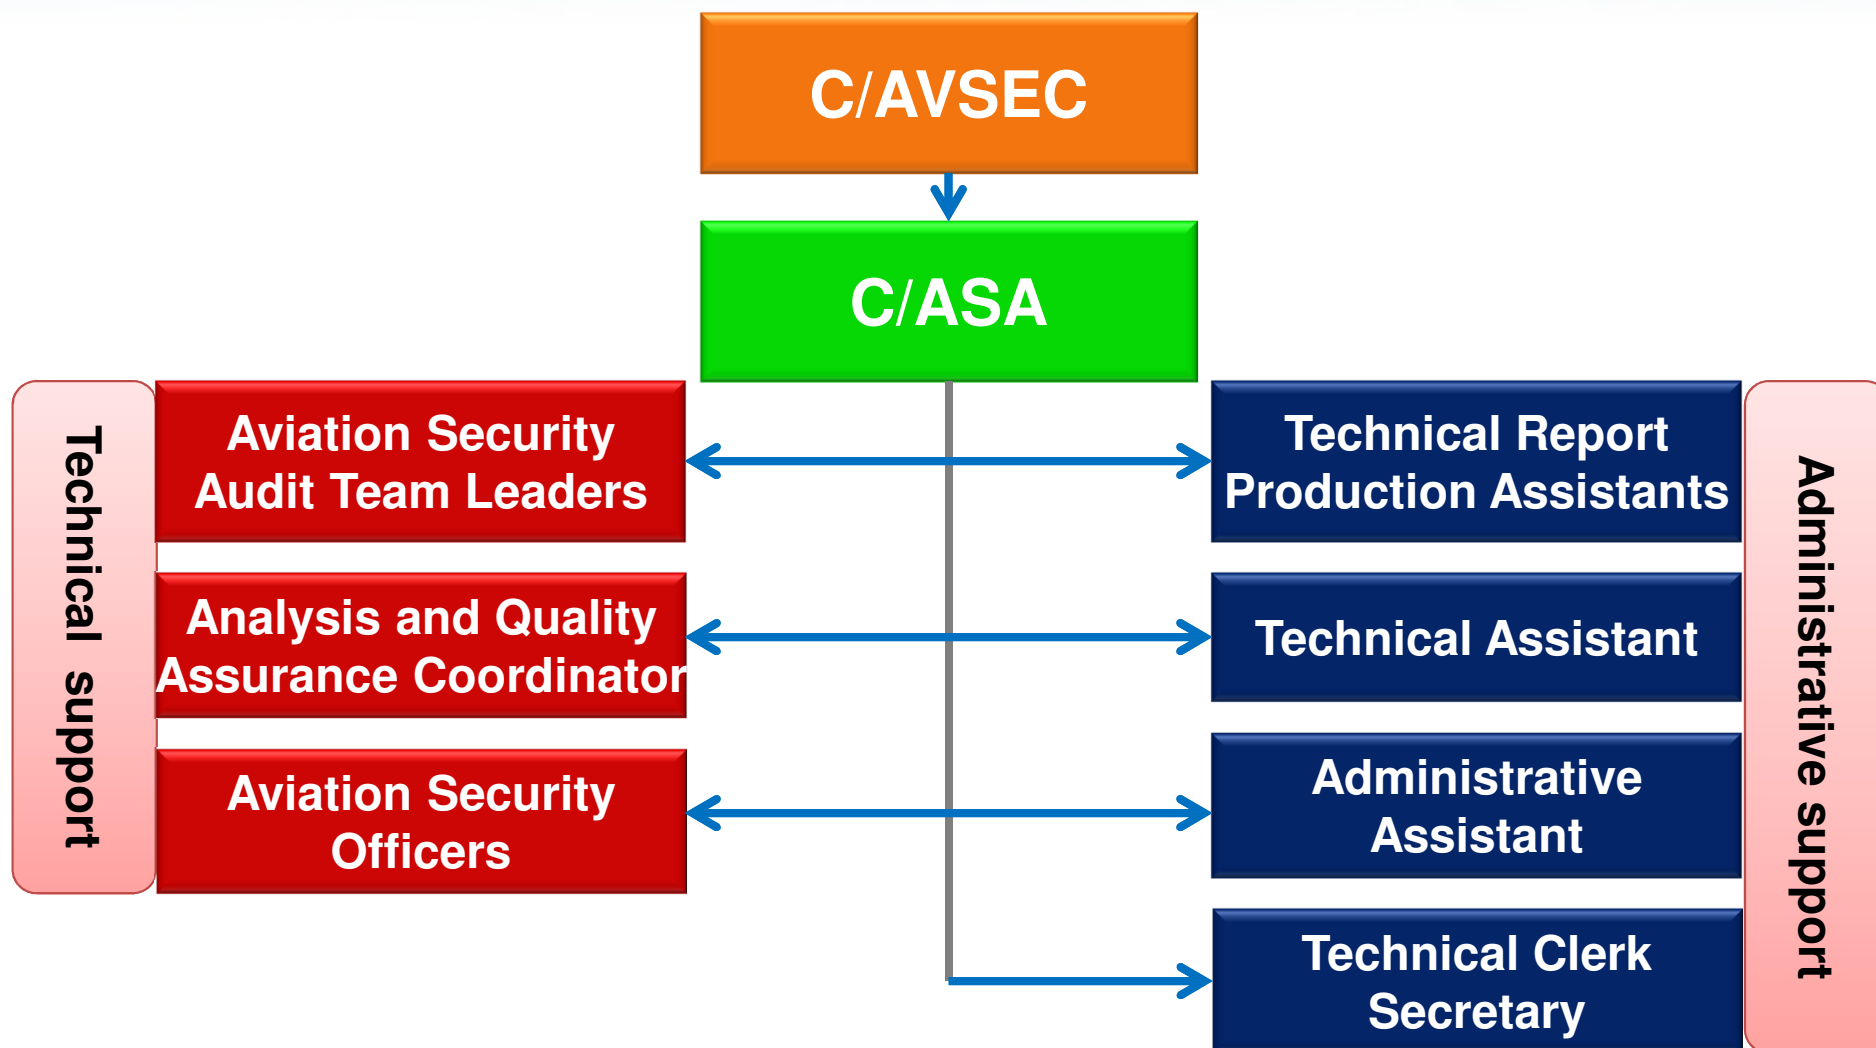 C/AVSEC
C/ASA
Technical support
Aviation Security
Audit Team Leaders
Analysis and Quality
Assurance Coordinator
Aviation Security
Officers
Technical Report
Production Assistants
Technical Assistant
Administrative
Assistant
Technical Clerk
Secretary
Administrative support